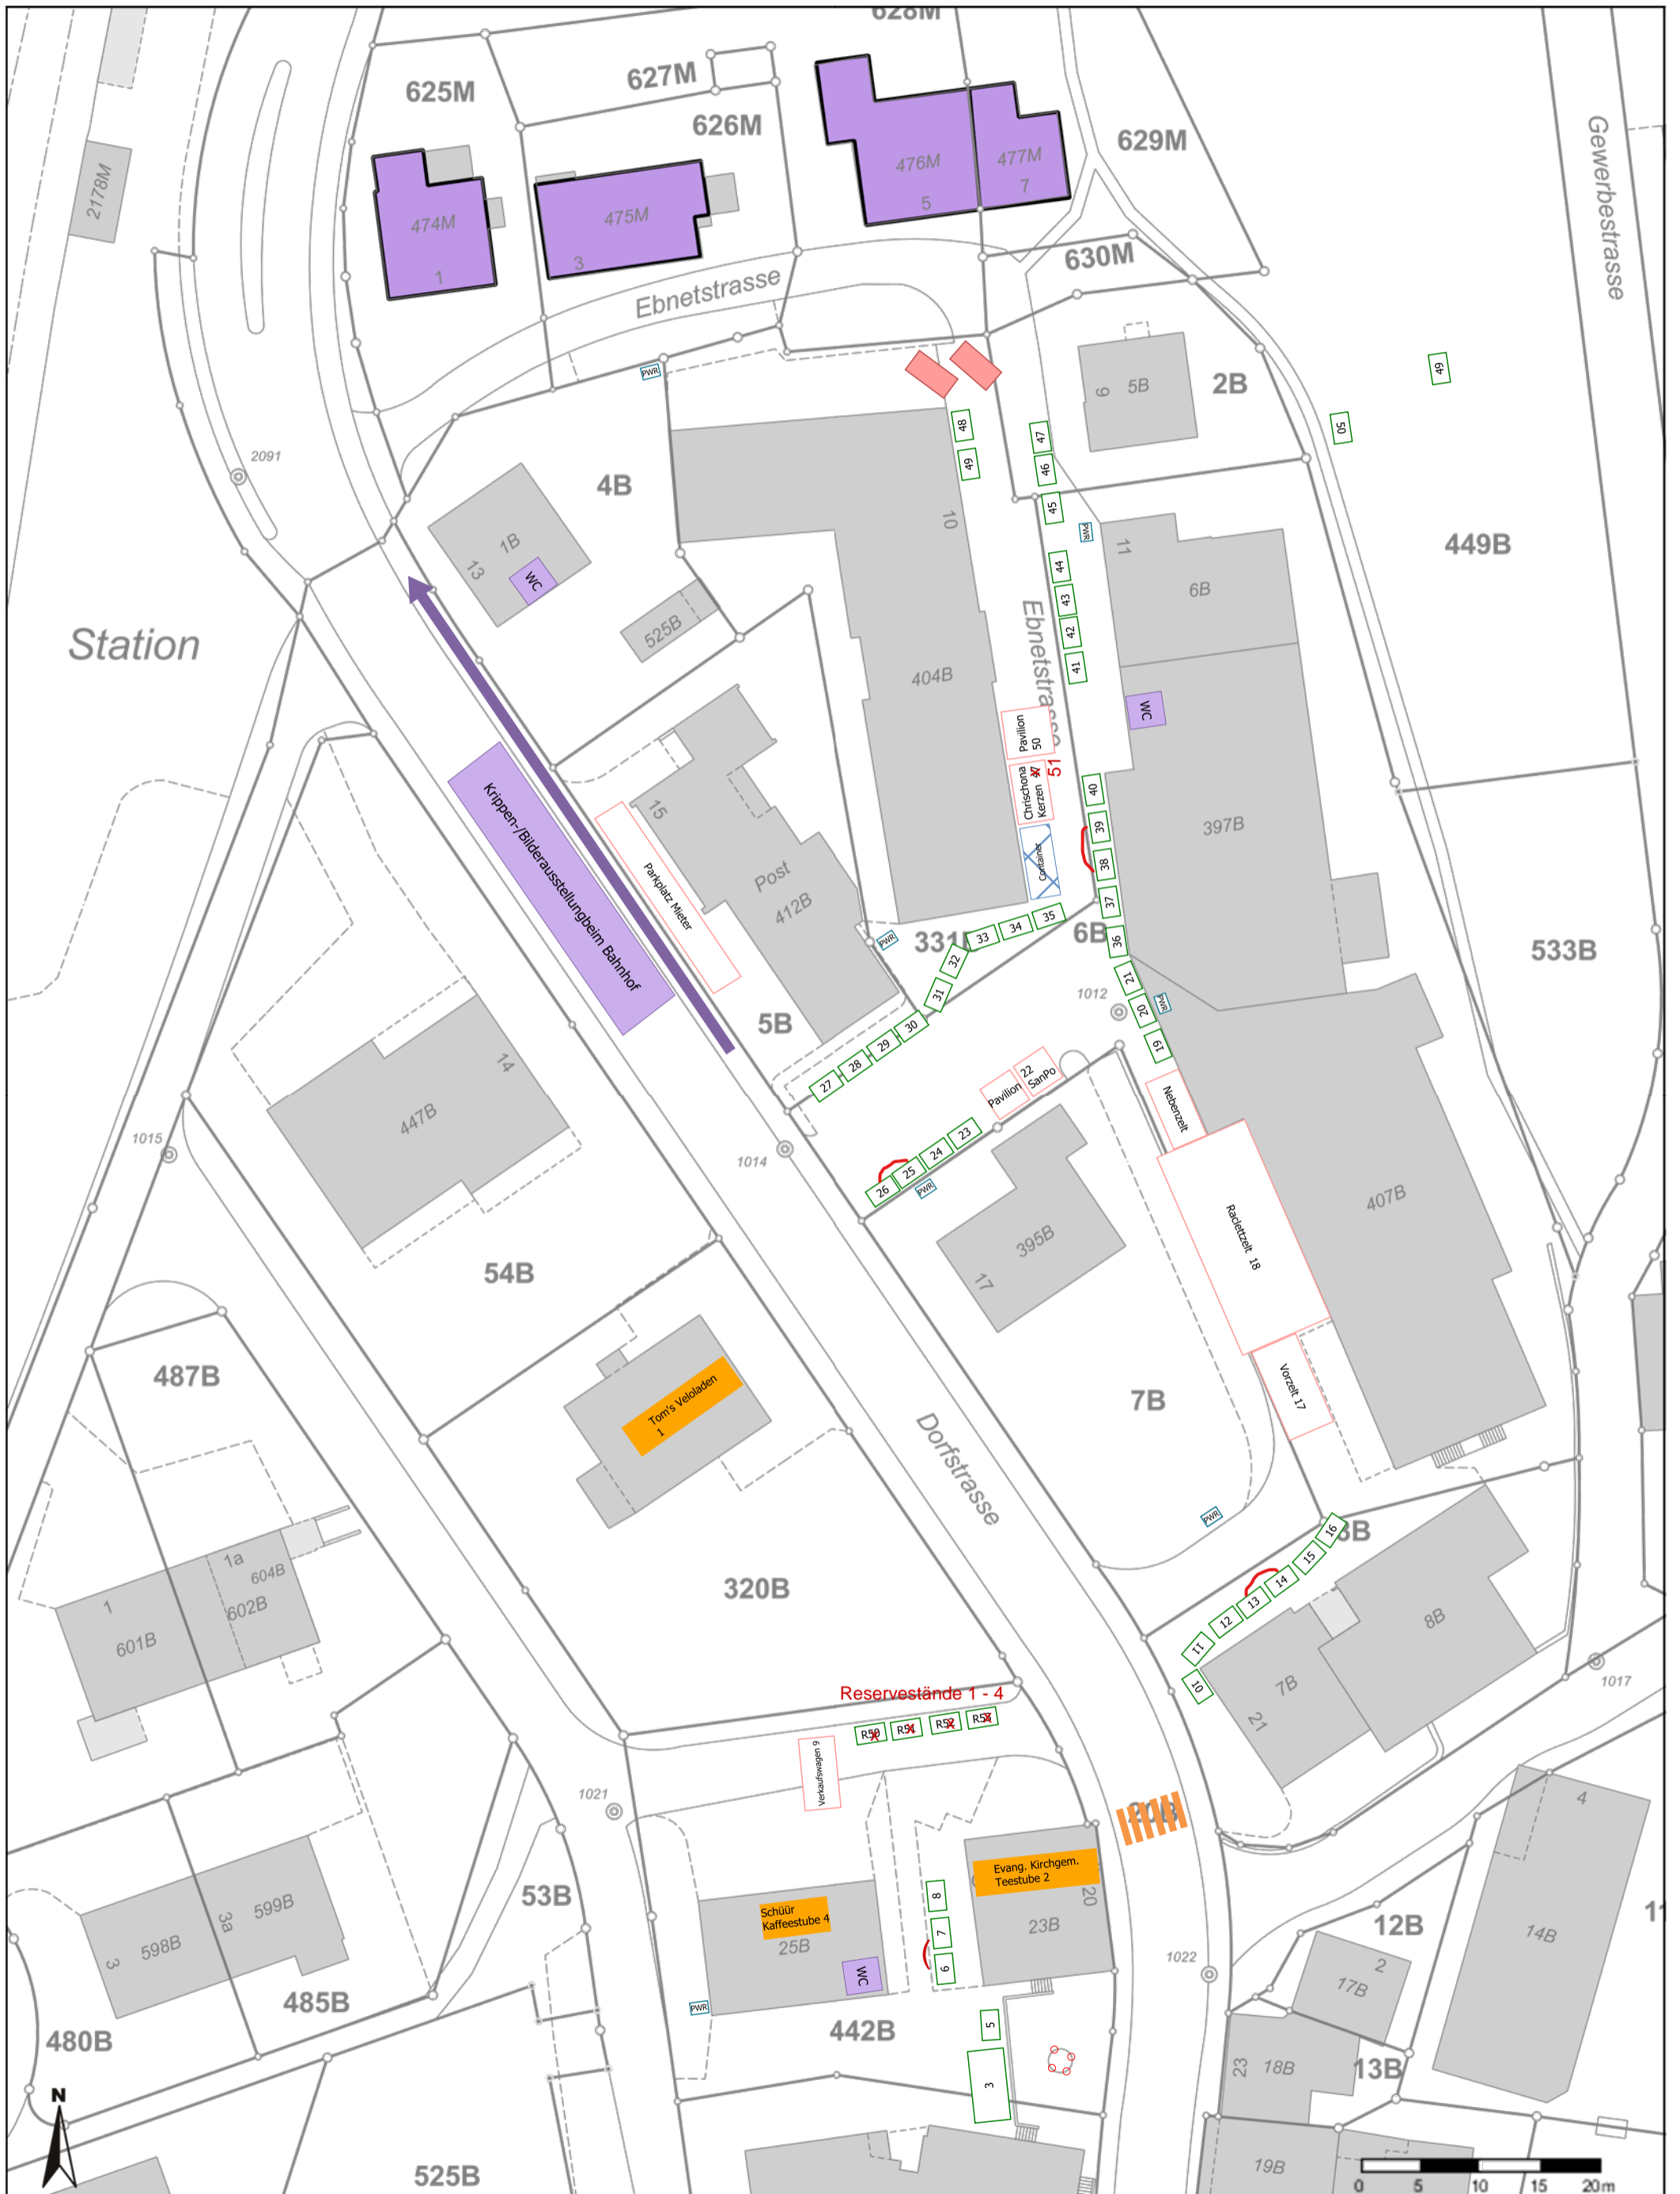 628M
625M
627M
626M
629M
476M
477M
5
7
2178M
474M
1
475M
3
Gewerbestrasse
630M
Ebnetstrasse
PWR
5B
9
2B
49
50
48
49
47
46
45
2091
4B
10
PWR
11
449B
1B
13
WC
525B
44
43
42
41
6B
Station
Ebnetstrasse
404B
WC
Pavilion
50
Chrischona
Kerzen
51
Container
40
39
38
37
36
397B
Krippen-/Bilderausstellungbeim Bahnhof
15
Parkplatz Mieter
Post
412B
PWR
331
33
34
35
32
31
6B
533B
21
20
19
PWR
1012
5B
30
29
28
27
14
447B
1015
1014
Pavilion
22
SanPo
23
24
25
26
PWR
Nebenzelt
395B
17
Raclettzelt 18
407B
54B
487B
Tom's Veloladen
1
Vorzelt 17
7B
Dorfstrasse
PWR
8B
16
15
14
13
12
11
10
1a
604B
602B
1
601B
320B
8B
7B
21
1017
Reservestände 1 - 4
R50
R51
R52
R53
Verkaufswagen 9
1021
20B
4
14B
Evang. Kirchgem.
Teestube 2
20
23B
Schüür
Kaffeestube 4
25B
WC
8
7
6
53B
3a
599B
598B
3
12B
11
1022
2
17B
485B
480B
PWR
442B
5
3
23
18B
13B
N
525B
19B
0 5 10 15 20m